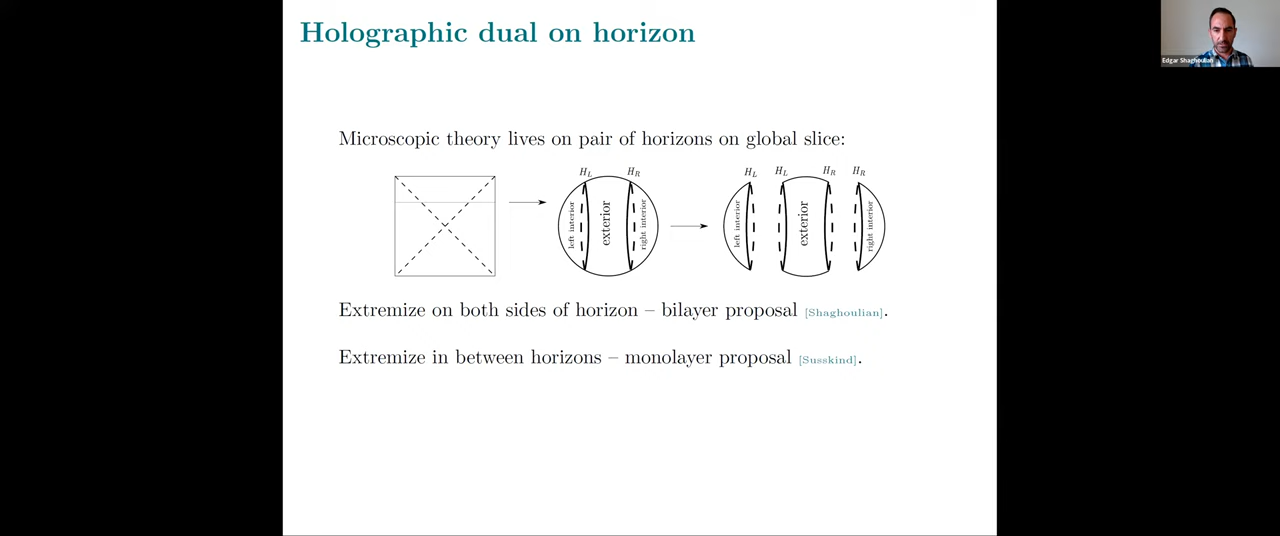 Holographic dual on horizon
Edgar Shaghoulian
Microscopic theory lives on pair of horizons on global slice:
H_L H_R H_L H_L H_R H_R
left interior exterior right interior left interior exterior right interior
Extremize on both sides of horizon – bilayer proposal [Shaghoulian].
Extremize in between horizons – monolayer proposal [Susskind].